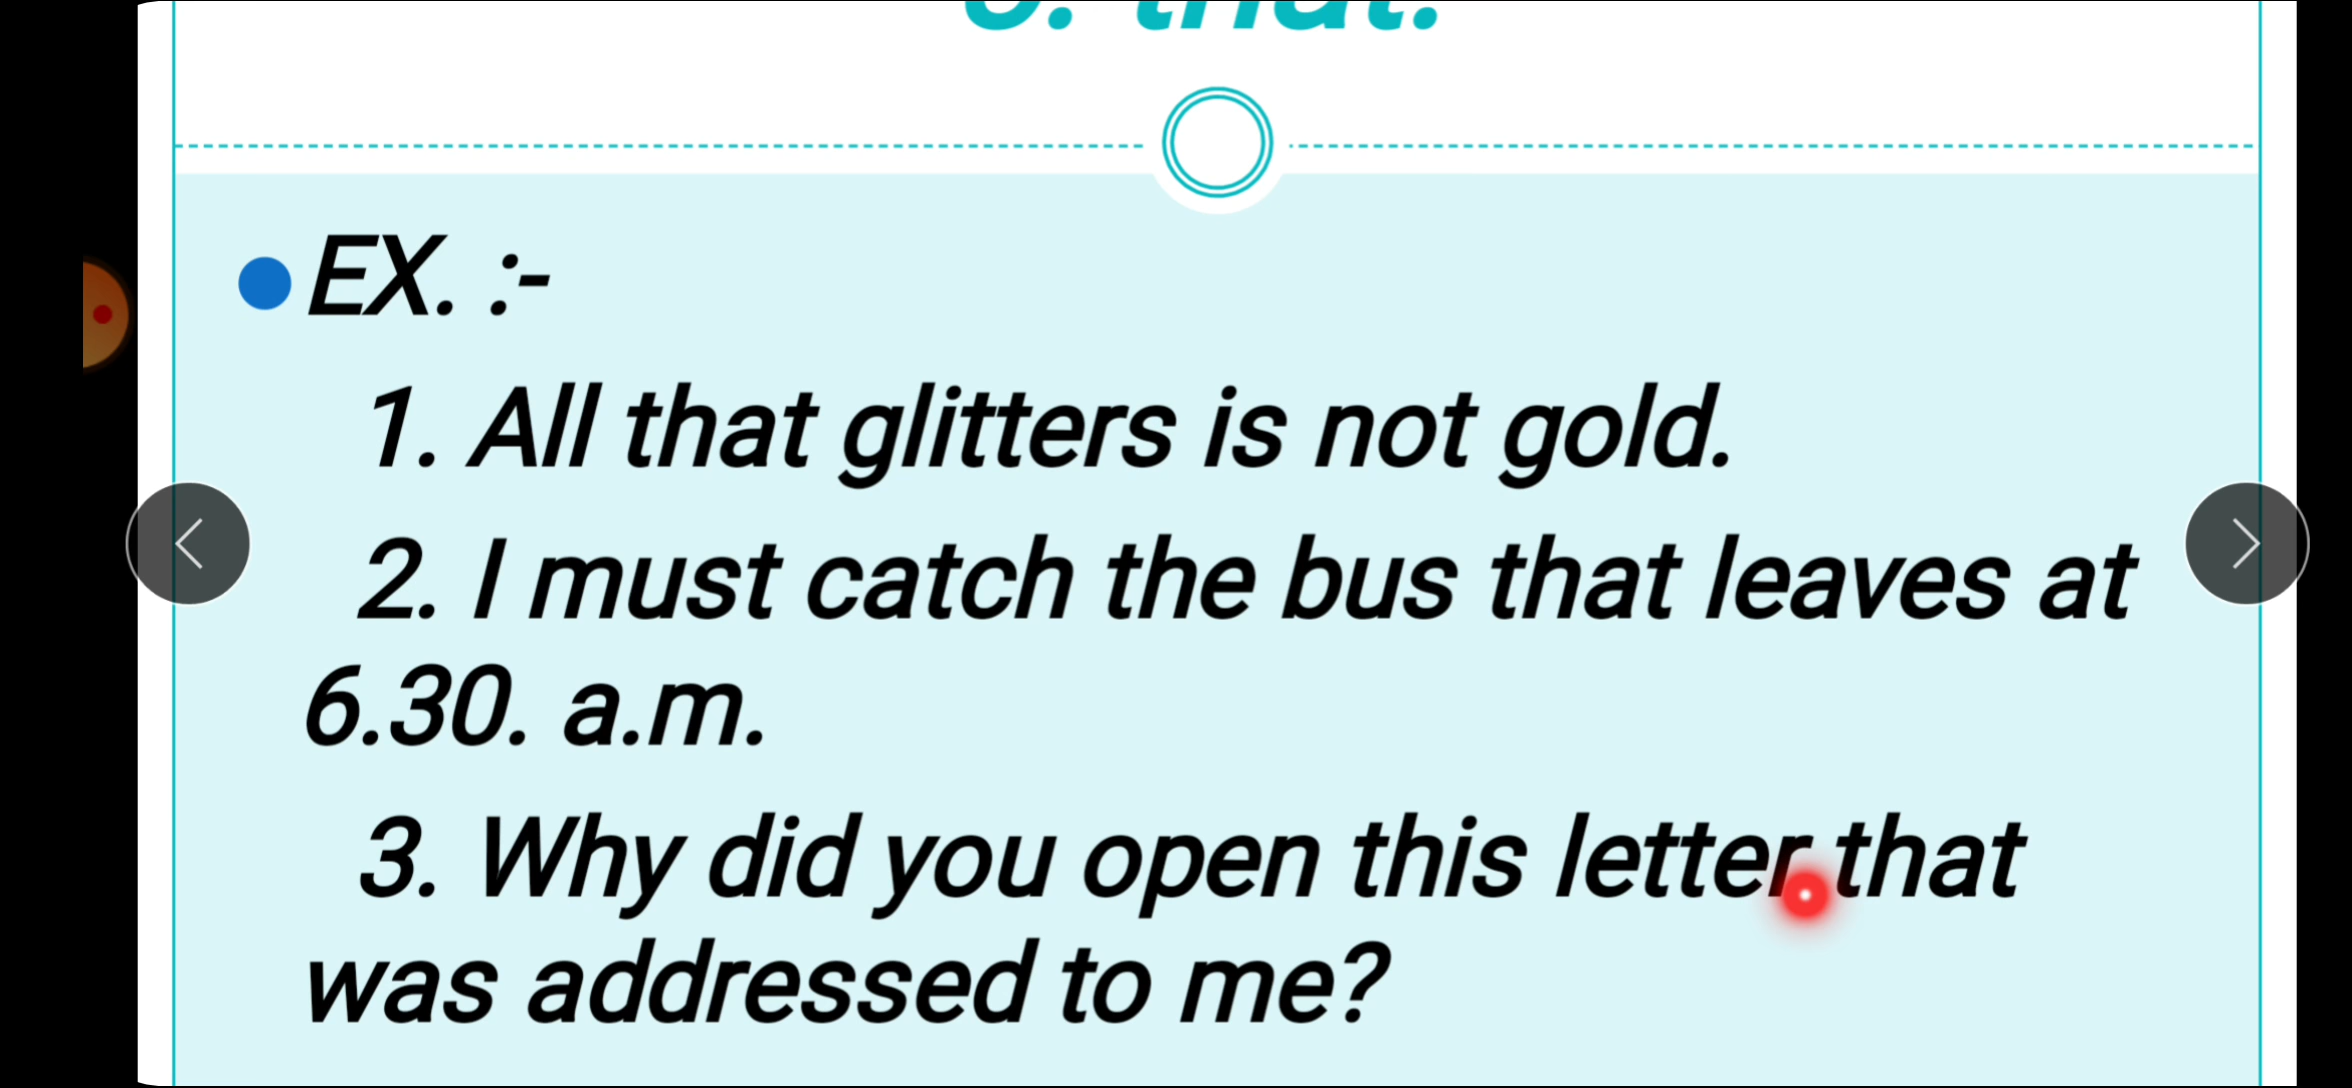 that.
EX. :-
1. All that glitters is not gold.
2. I must catch the bus that leaves at
6.30. a.m.
3. Why did you open this letter that
was addressed to me?